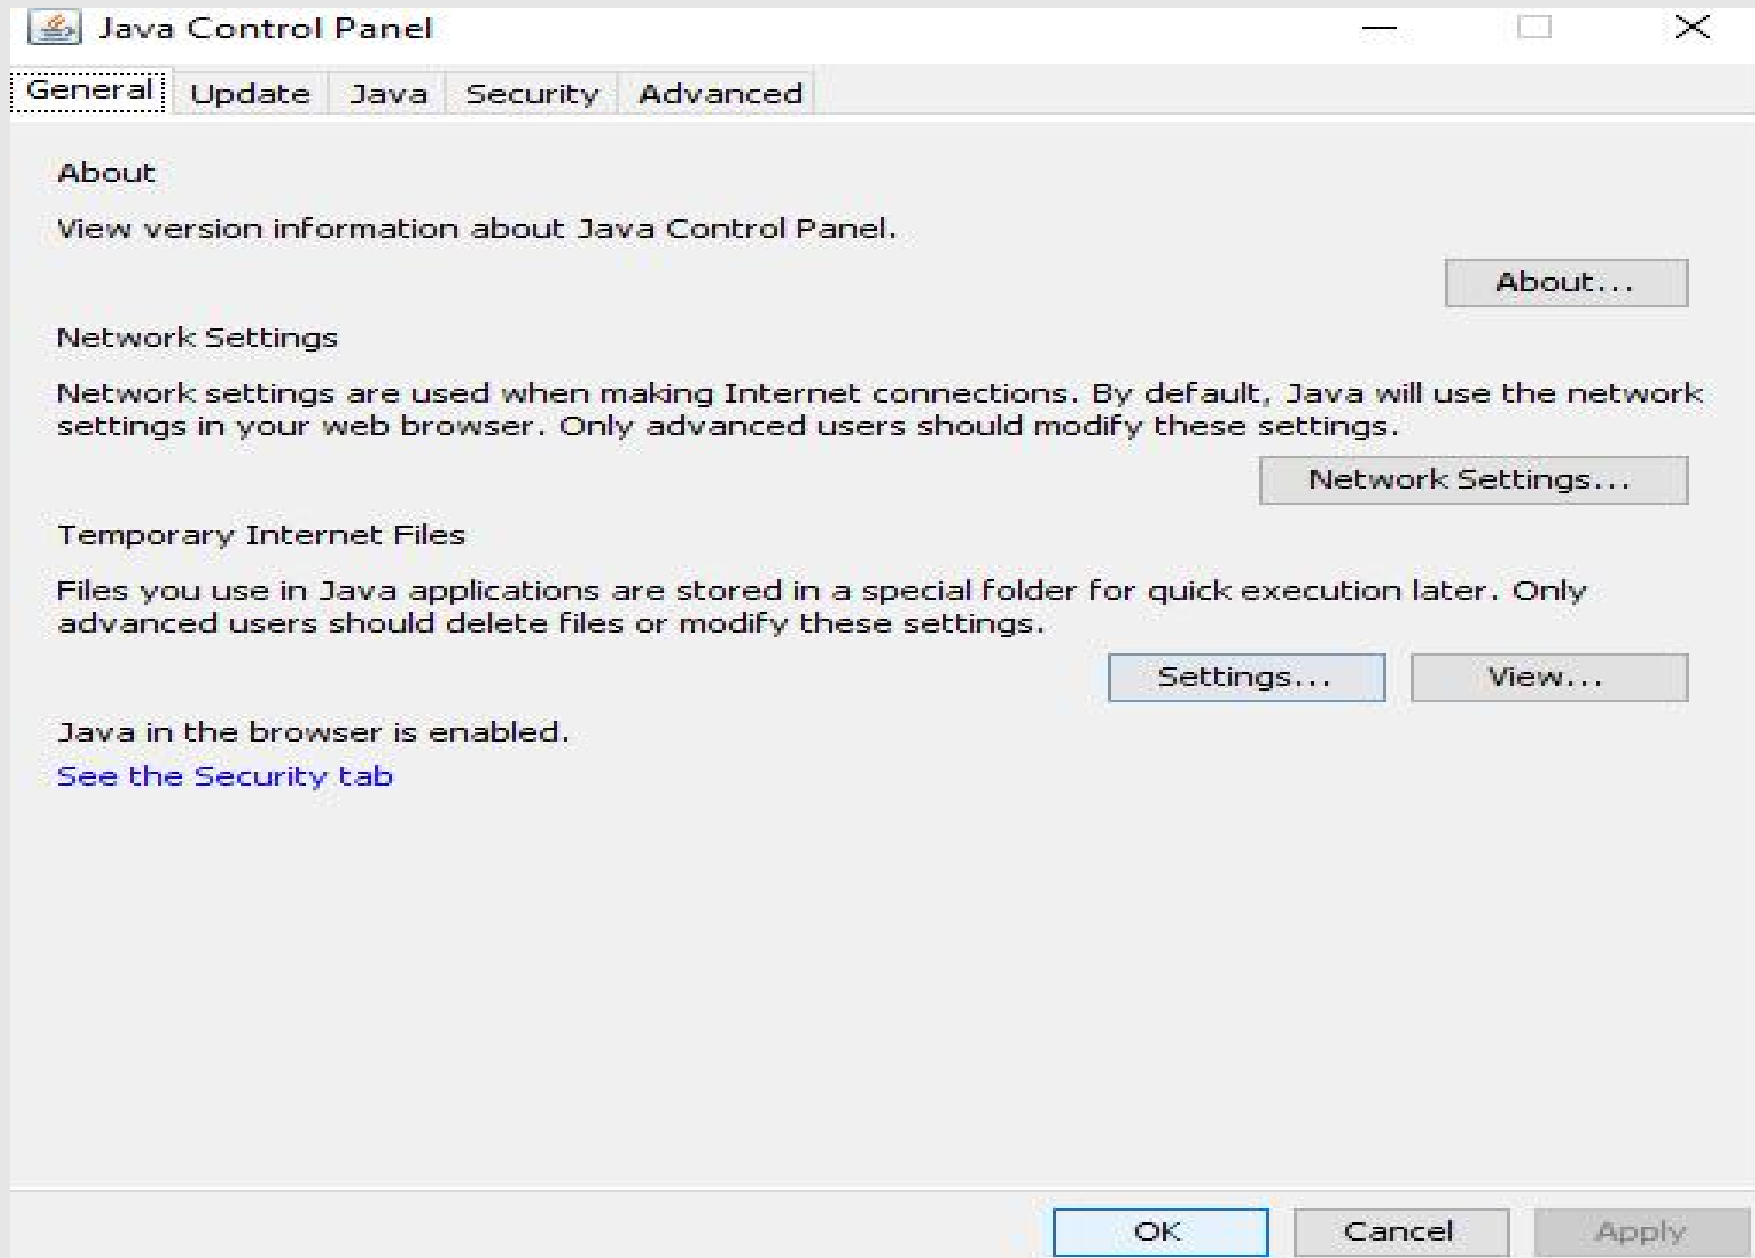 Java Control Panel
General Update Java Security Advanced
About
View version information about Java Control Panel.
About...
Network Settings
Network settings are used when making Internet connections. By default, Java will use the network
settings in your web browser. Only advanced users should modify these settings.
Network Settings...
Temporary Internet Files
Files you use in Java applications are stored in a special folder for quick execution later. Only
advanced users should delete files or modify these settings.
Settings... View...
Java in the browser is enabled.
See the Security tab
OK Cancel Apply